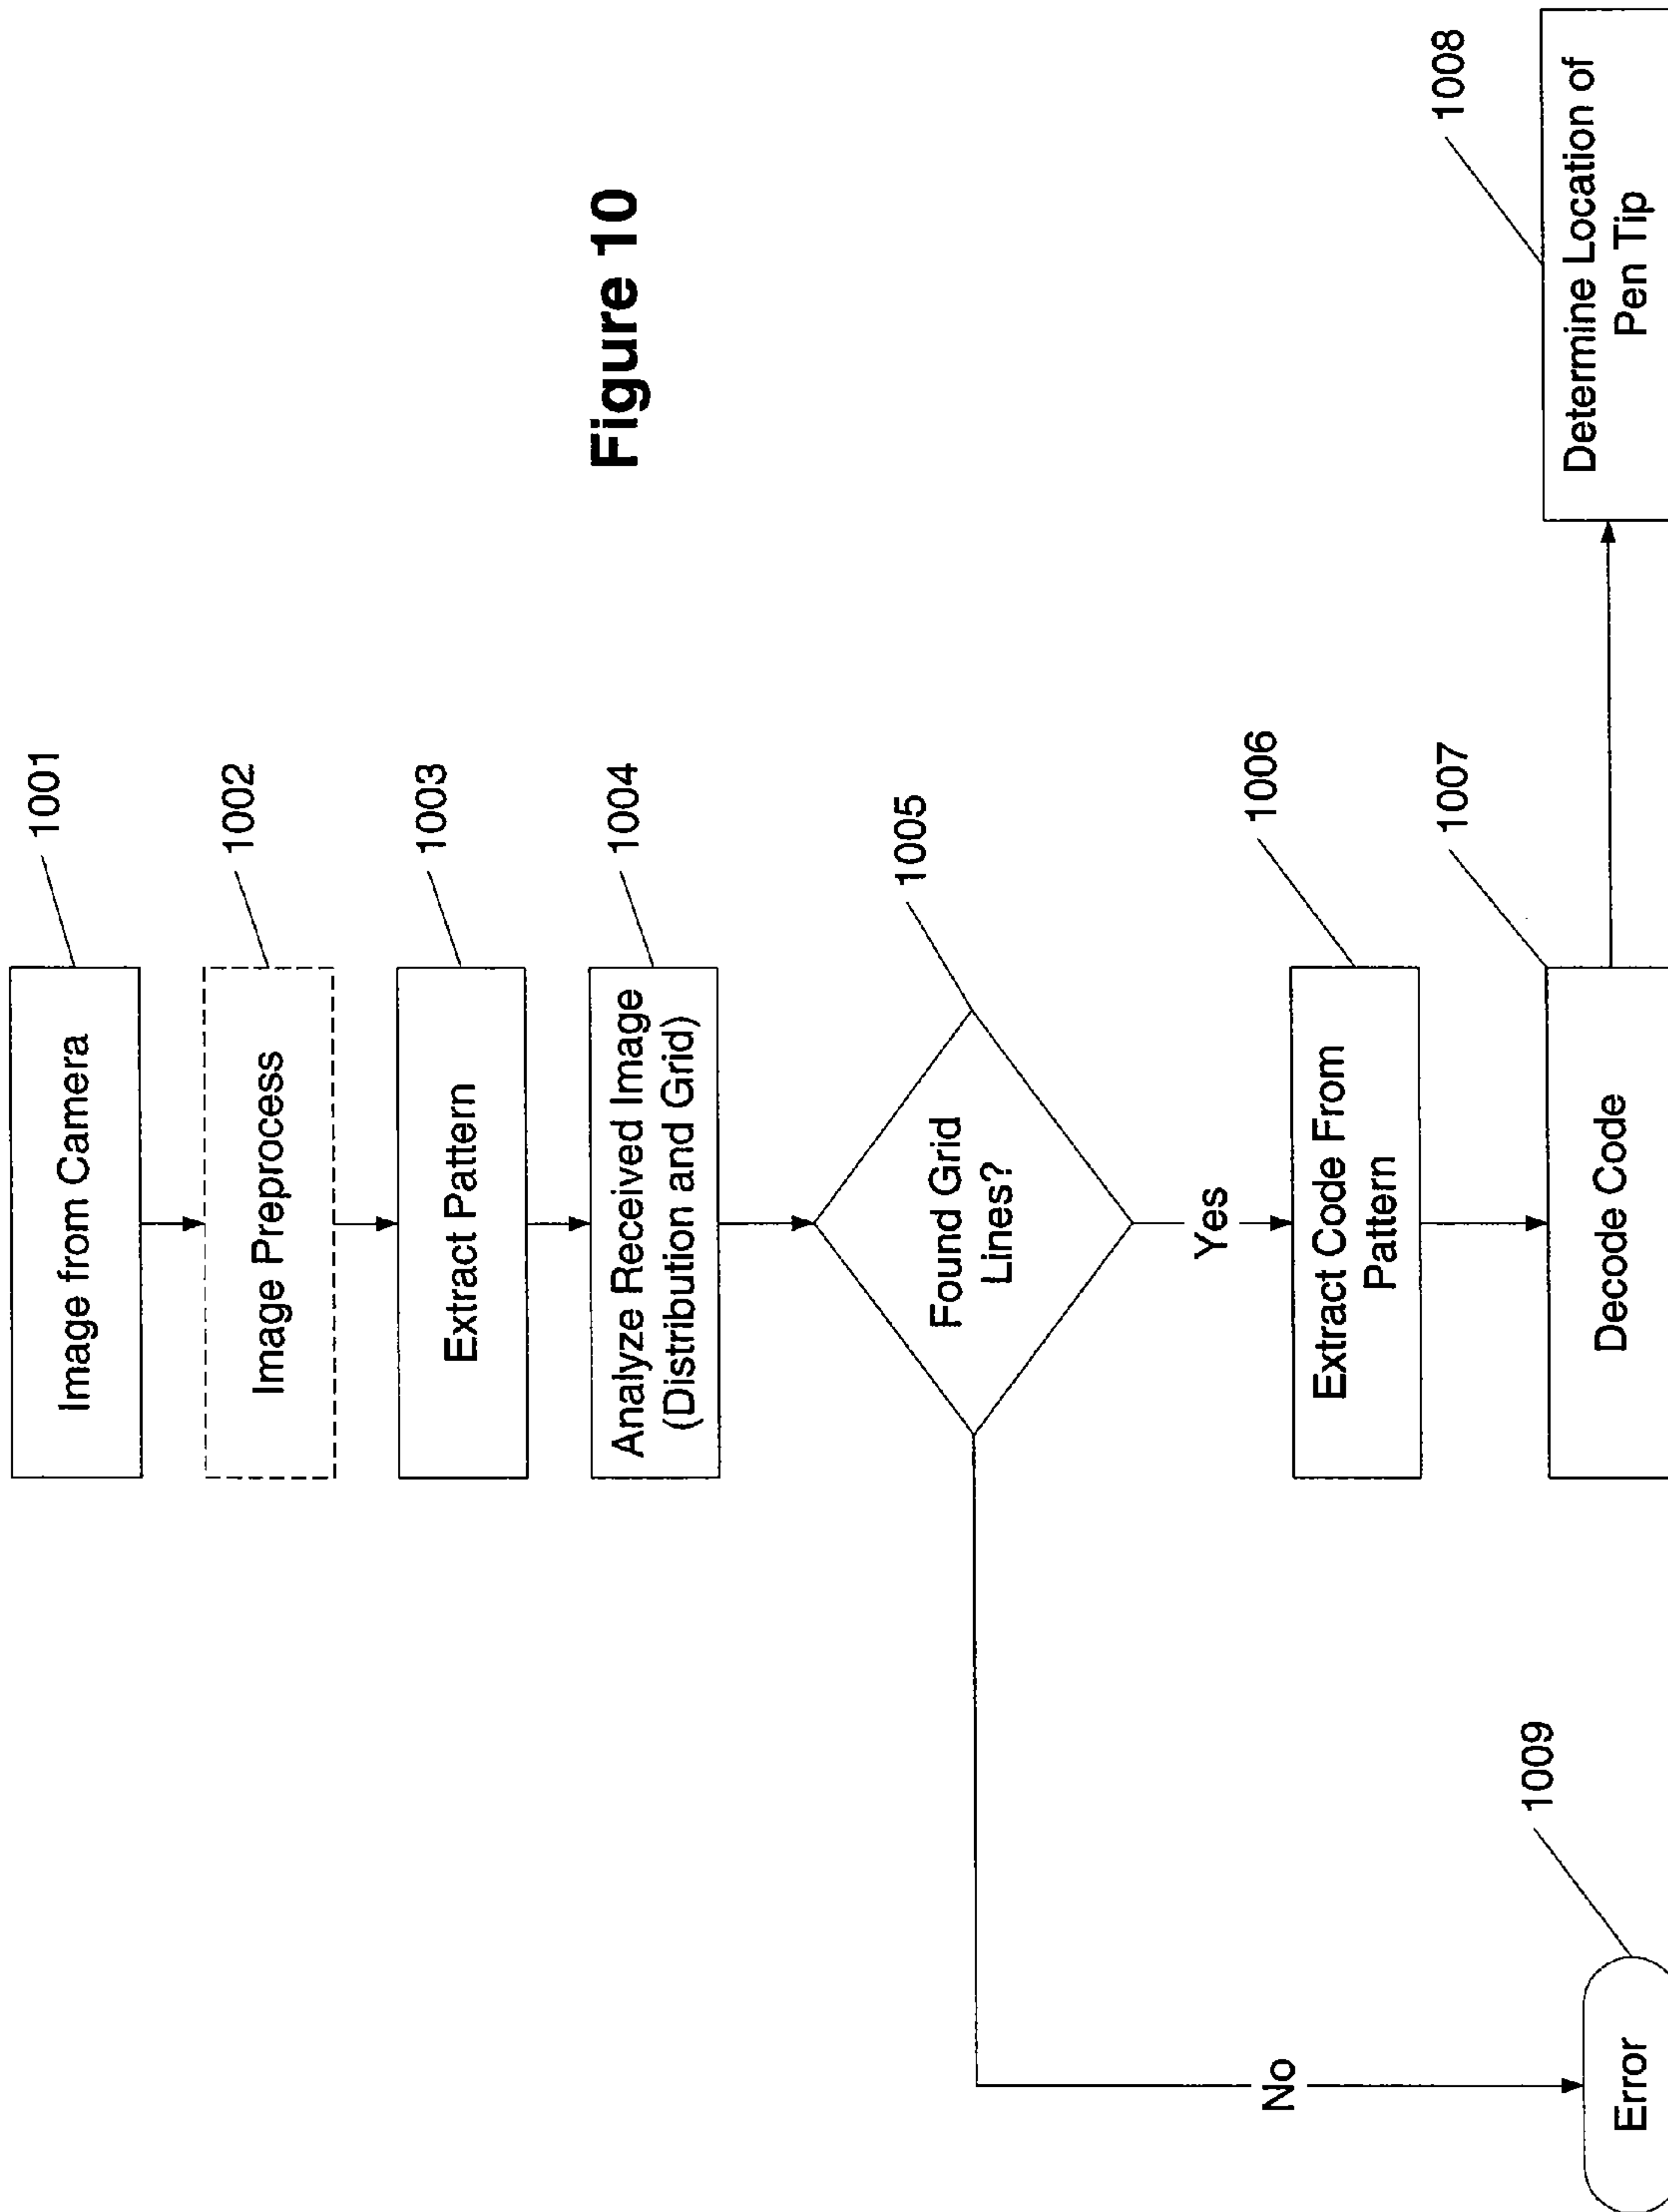 Image from Camera
1001
Image Preprocess
1002
Extract Pattern
1003
Analyze Received Image
(Distribution and Grid)
1004
Found Grid
Lines?
1005
Figure 10
No
Yes
Extract Code From
Pattern
1006
Decode Code
1007
Determine Location of
Pen Tip
1008
Error
1009